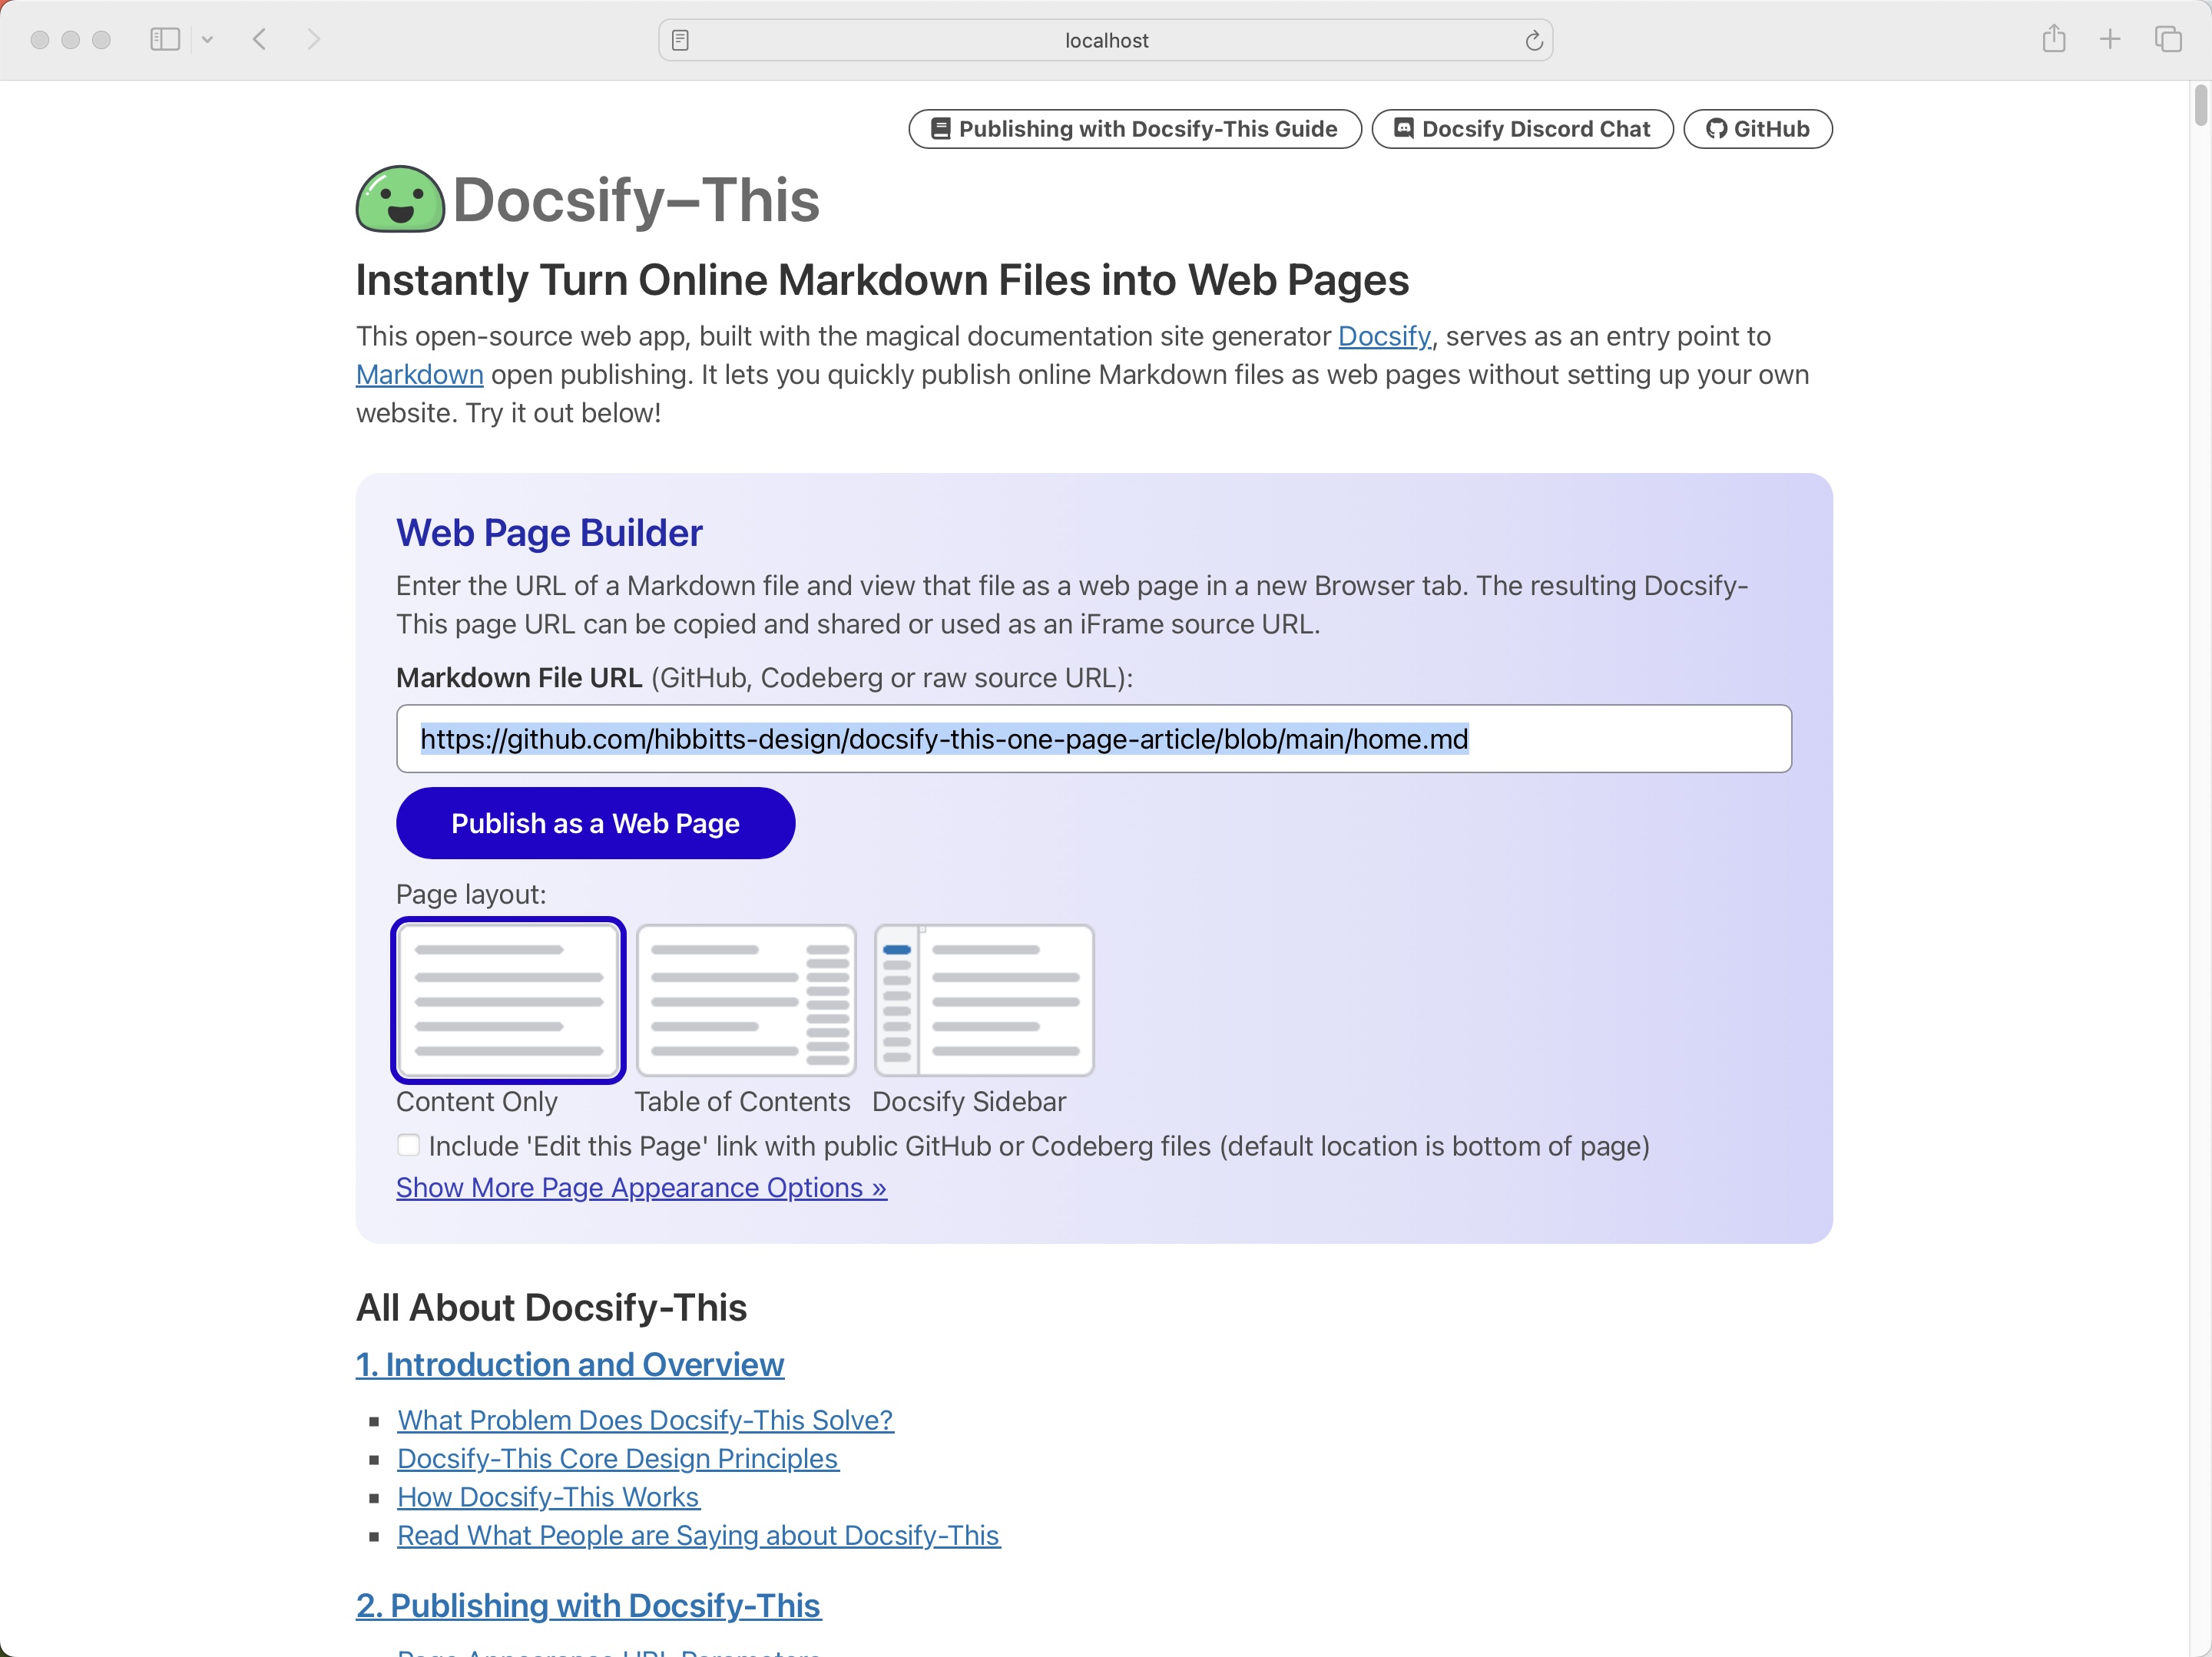 localhost
Publishing with Docsify-This Guide
Docsify Discord Chat
GitHub
Docsify–This
Instantly Turn Online Markdown Files into Web Pages
This open-source web app, built with the magical documentation site generator Docsify, serves as an entry point to
Markdown open publishing. It lets you quickly publish online Markdown files as web pages without setting up your own
website. Try it out below!
Web Page Builder
Enter the URL of a Markdown file and view that file as a web page in a new Browser tab. The resulting Docsify-
This page URL can be copied and shared or used as an iFrame source URL.
Markdown File URL (GitHub, Codeberg or raw source URL):
https://github.com/hibbitts-design/docsify-this-one-page-article/blob/main/home.md
Publish as a Web Page
Page layout:
Content Only
Table of Contents
Docsify Sidebar
Include 'Edit this Page' link with public GitHub or Codeberg files (default location is bottom of page)
Show More Page Appearance Options »
All About Docsify-This
1. Introduction and Overview
▪ What Problem Does Docsify-This Solve?
▪ Docsify-This Core Design Principles
▪ How Docsify-This Works
▪ Read What People are Saying about Docsify-This
2. Publishing with Docsify-This
Page Appearance URL Parameters